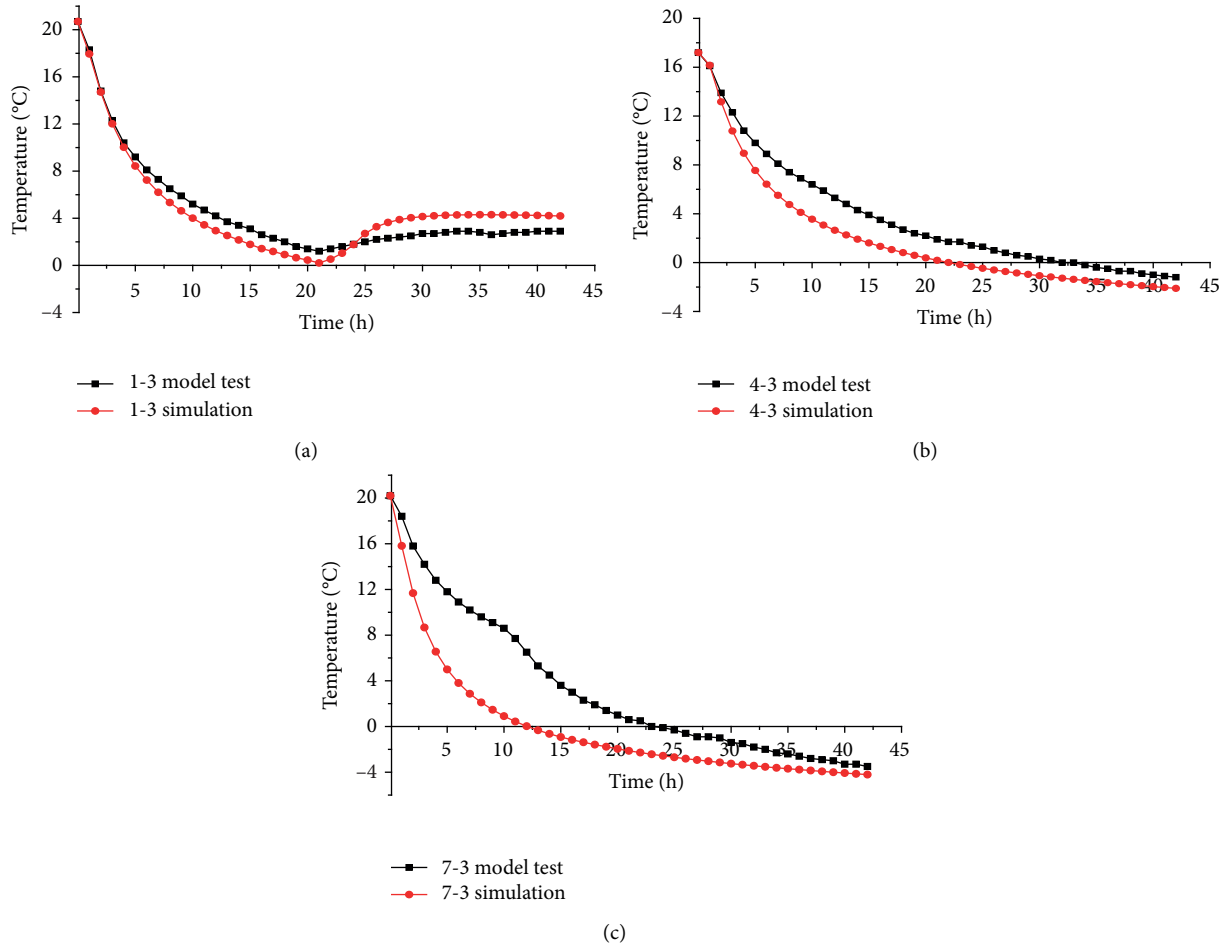 20
16
12
8
4
0
−4
Temperature (°C)
5 10 15 20 25 30 35 40 45
Time (h)
1-3 model test
1-3 simulation
(a)
20
16
12
8
4
0
−4
Temperature (°C)
5 10 15 20 25 30 35 40 45
Time (h)
4-3 model test
4-3 simulation
(b)
20
16
12
8
4
0
−4
Temperature (°C)
5 10 15 20 25 30 35 40 45
Time (h)
7-3 model test
7-3 simulation
(c)